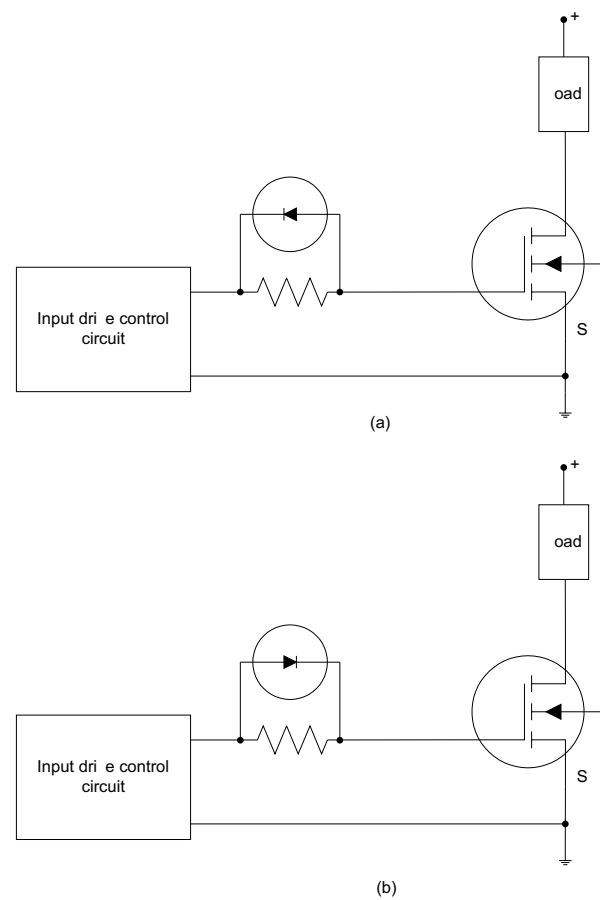 +
oad
Input dri e control
circuit
S
(a)
+
oad
Input dri e control
circuit
S
(b)